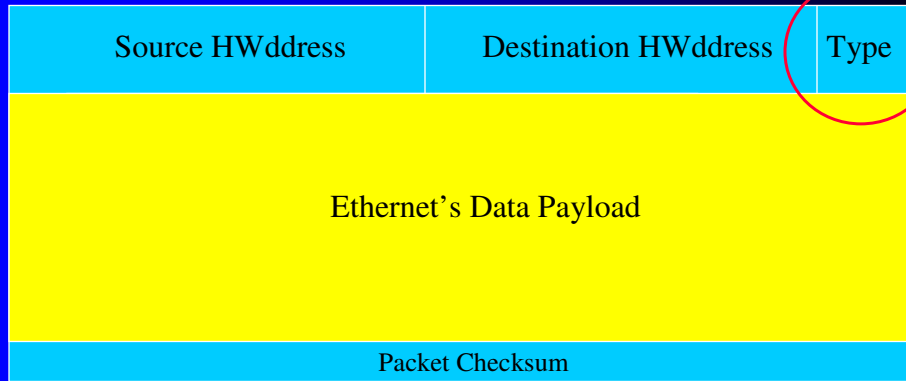 Source HWddress Destination HWddress Type
Ethernet’s Data Payload
Packet Checksum